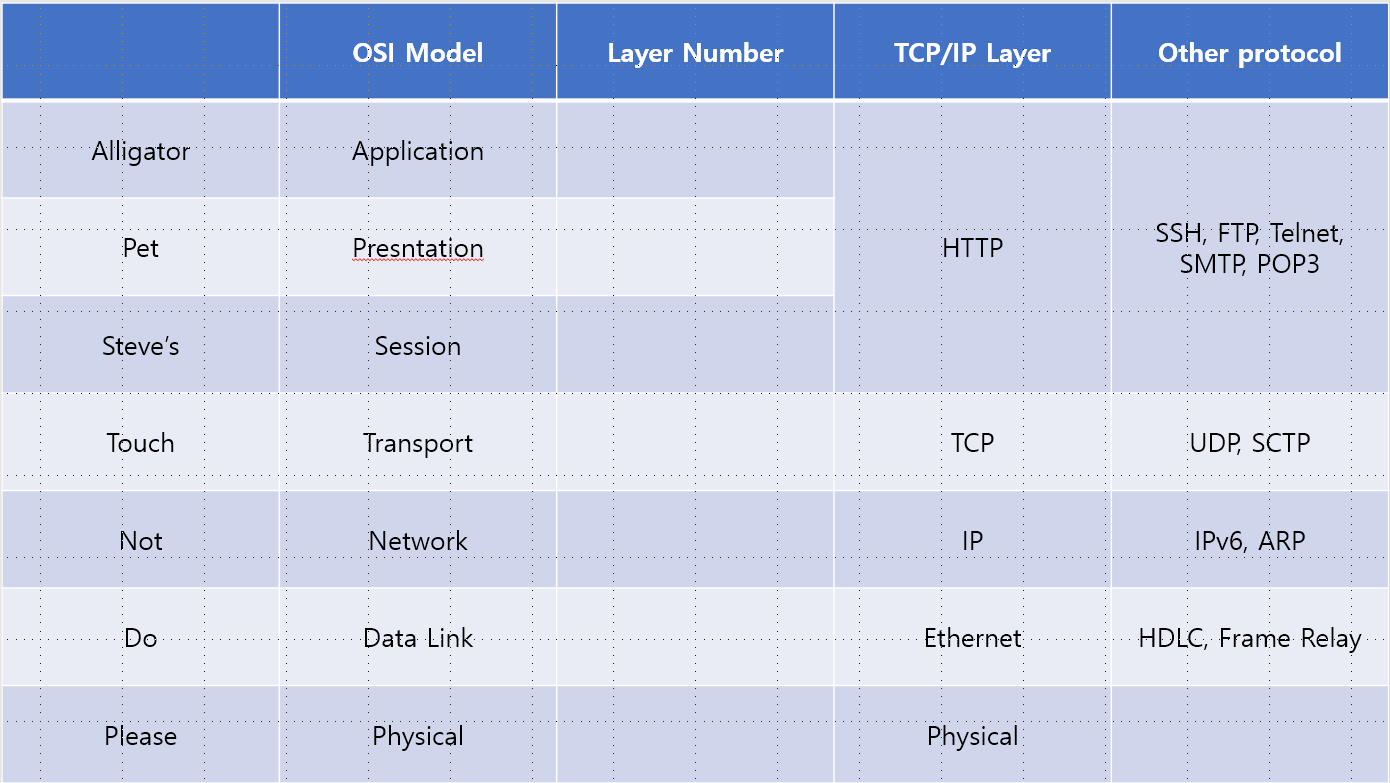 OSI Model Layer Number TCP/IP Layer Other protocol
Alligator Application
Pet Presntation HTTP SSH, FTP, Telnet,
SMTP, POP3
Steve’s Session
Touch Transport TCP UDP, SCTP
Not Network IP IPv6, ARP
Do Data Link Ethernet HDLC, Frame Relay
Please Physical Physical